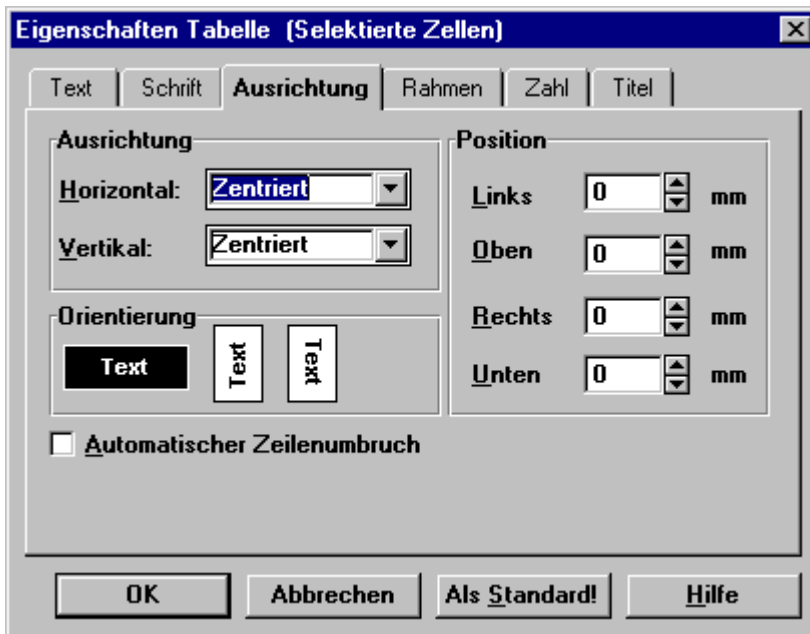 Eigenschaften Tabelle (Selektierte Zellen)
Text Schrift Ausrichtung Rahmen Zahl Titel
Ausrichtung
Horizontal: Zentriert
Vertikal: Zentriert
Orientierung
Text Text Text
Position
Links 0 mm
Oben 0 mm
Rechts 0 mm
Unten 0 mm
Automatischer Zeilenumbruch
OK Abbrechen Als Standard! Hilfe